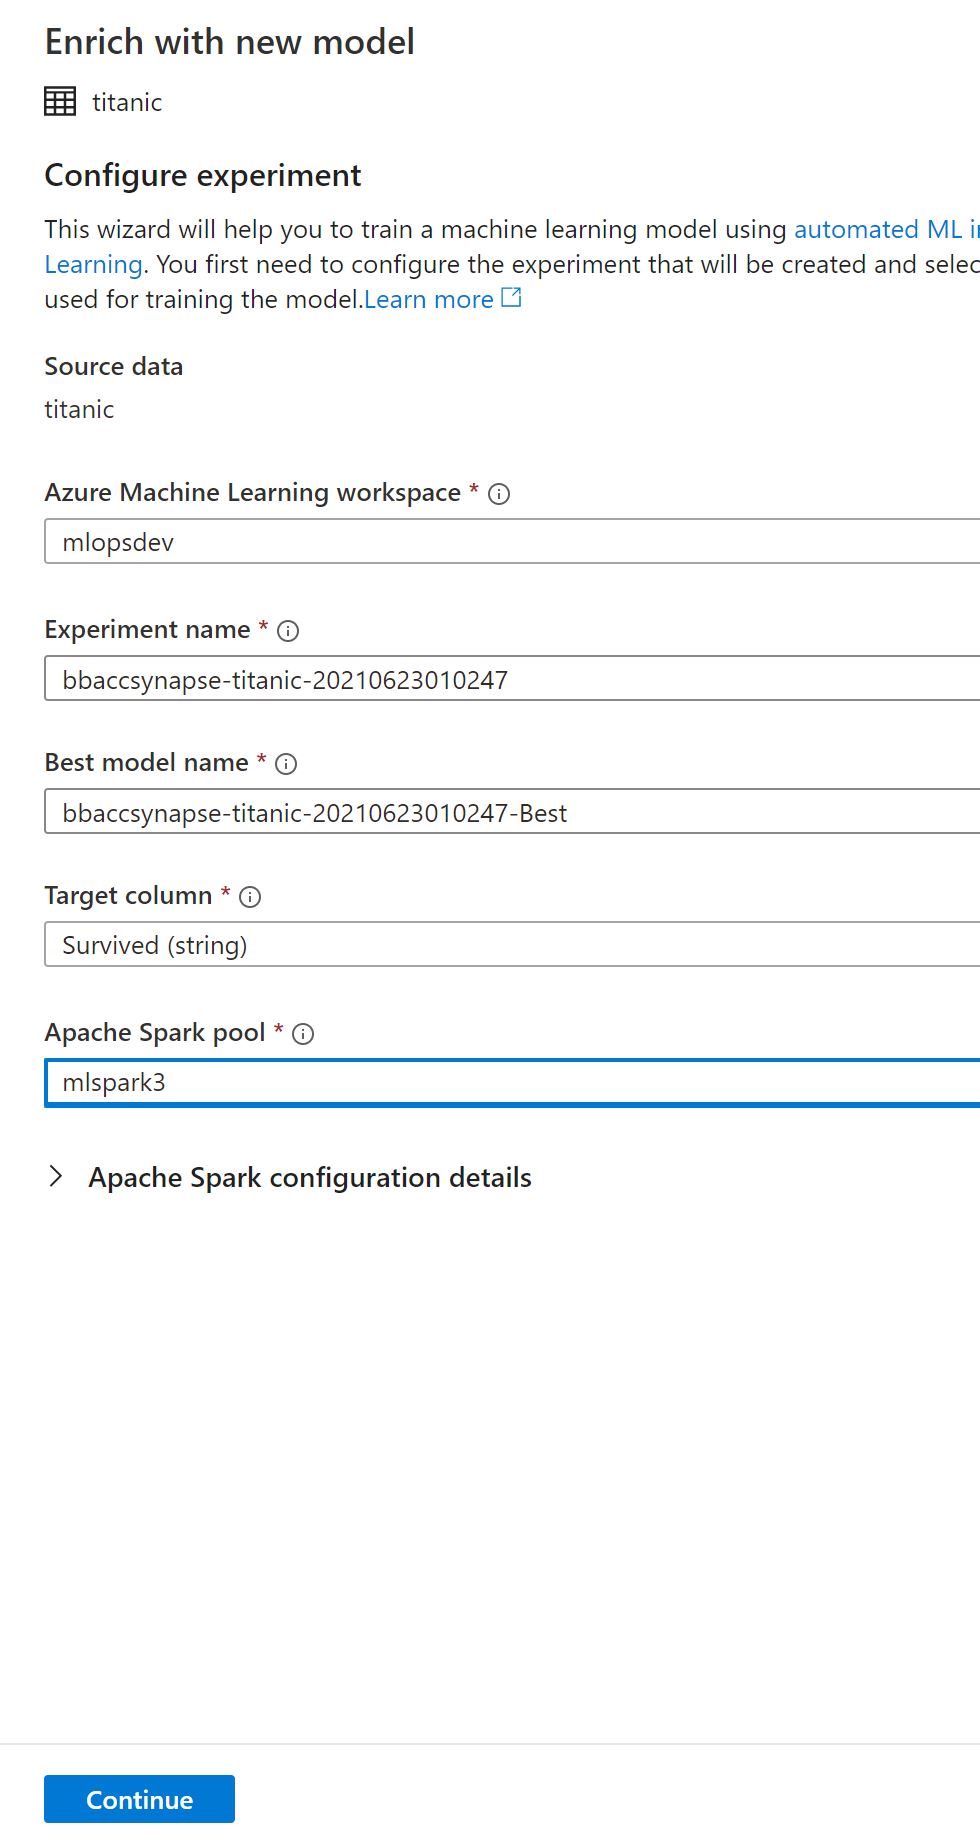 Enrich with new model
titanic
Configure experiment
This wizard will help you to train a machine learning model using automated ML
Learning. You first need to configure the experiment that will be created and
used for training the model.Learn more
Source data
titanic
Azure Machine Learning workspace *
mlopsdev
Experiment name *
bbaccsynapse-titanic-20210623010247
Best model name *
bbaccsynapse-titanic-20210623010247-Best
Target column *
Survived (string)
Apache Spark pool *
mlspark3
Apache Spark configuration details
Continue